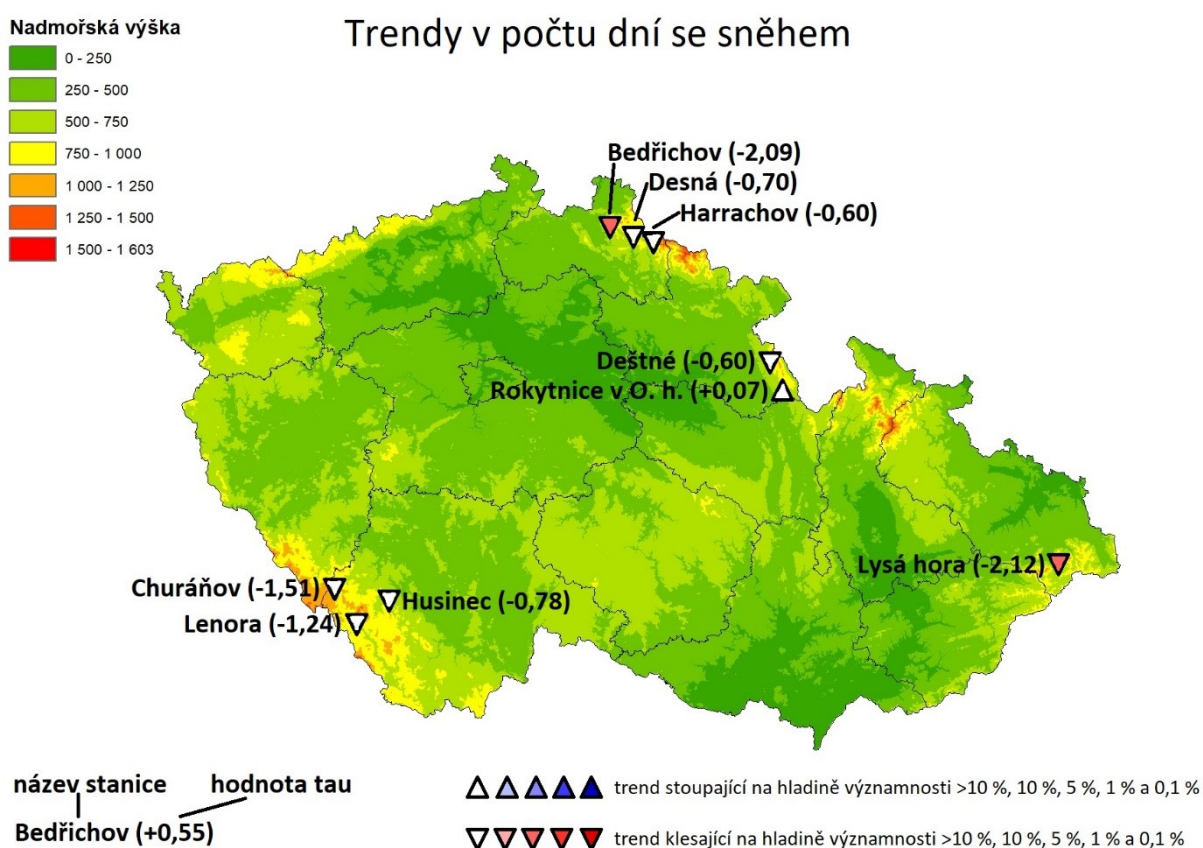 Trendy v počtu dní se sněhem
Nadmořská výška
0 - 250
250 - 500
500 - 750
750 - 1 000
1 000 - 1 250
1 250 - 1 500
1 500 - 1 603
Bedřichov (-2,09)
Desná (-0,70)
Harrachov (-0,60)
Deštné (-0,60)
Rokytnice v O. h. (+0,07)
Lysá hora (-2,12)
Churáňov (-1,51)
Husinec (-0,78)
Lenora (-1,24)
název stanice
hodnota tau
Bedřichov (+0,55)
trend stoupající na hladině významnosti >10 %, 10 %, 5 %, 1 % a 0,1 %
trend klesající na hladině významnosti >10 %, 10 %, 5 %, 1 % a 0,1 %